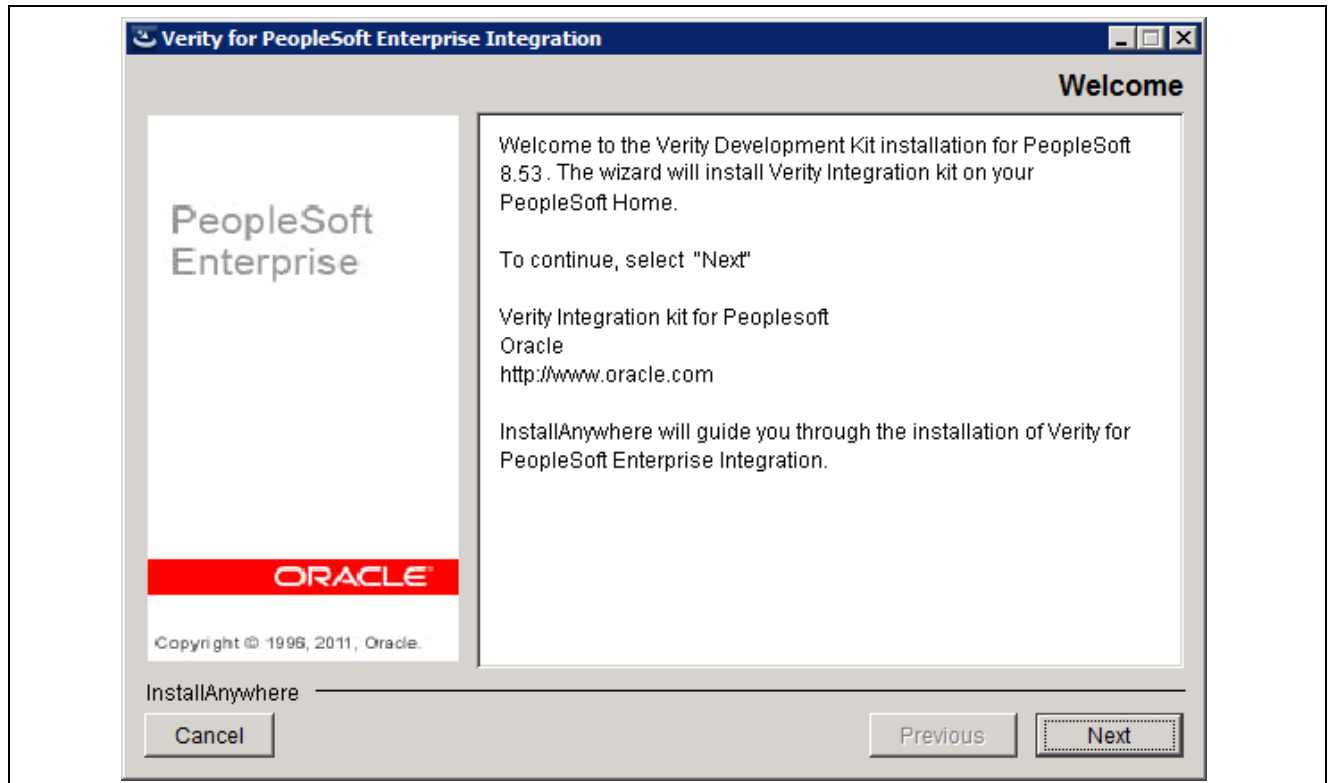 Verity for PeopleSoft Enterprise Integration
Welcome
PeopleSoft
Enterprise
ORACLE
Copyright © 1996, 2011, Oracle.
Welcome to the Verity Development Kit installation for PeopleSoft
8.53. The wizard will install Verity Integration kit on your
PeopleSoft Home.
To continue, select "Next"
Verity Integration kit for Peoplesoft
Oracle
http://www.oracle.com
InstallAnywhere will guide you through the installation of Verity for
PeopleSoft Enterprise Integration.
InstallAnywhere
Cancel
Previous
Next